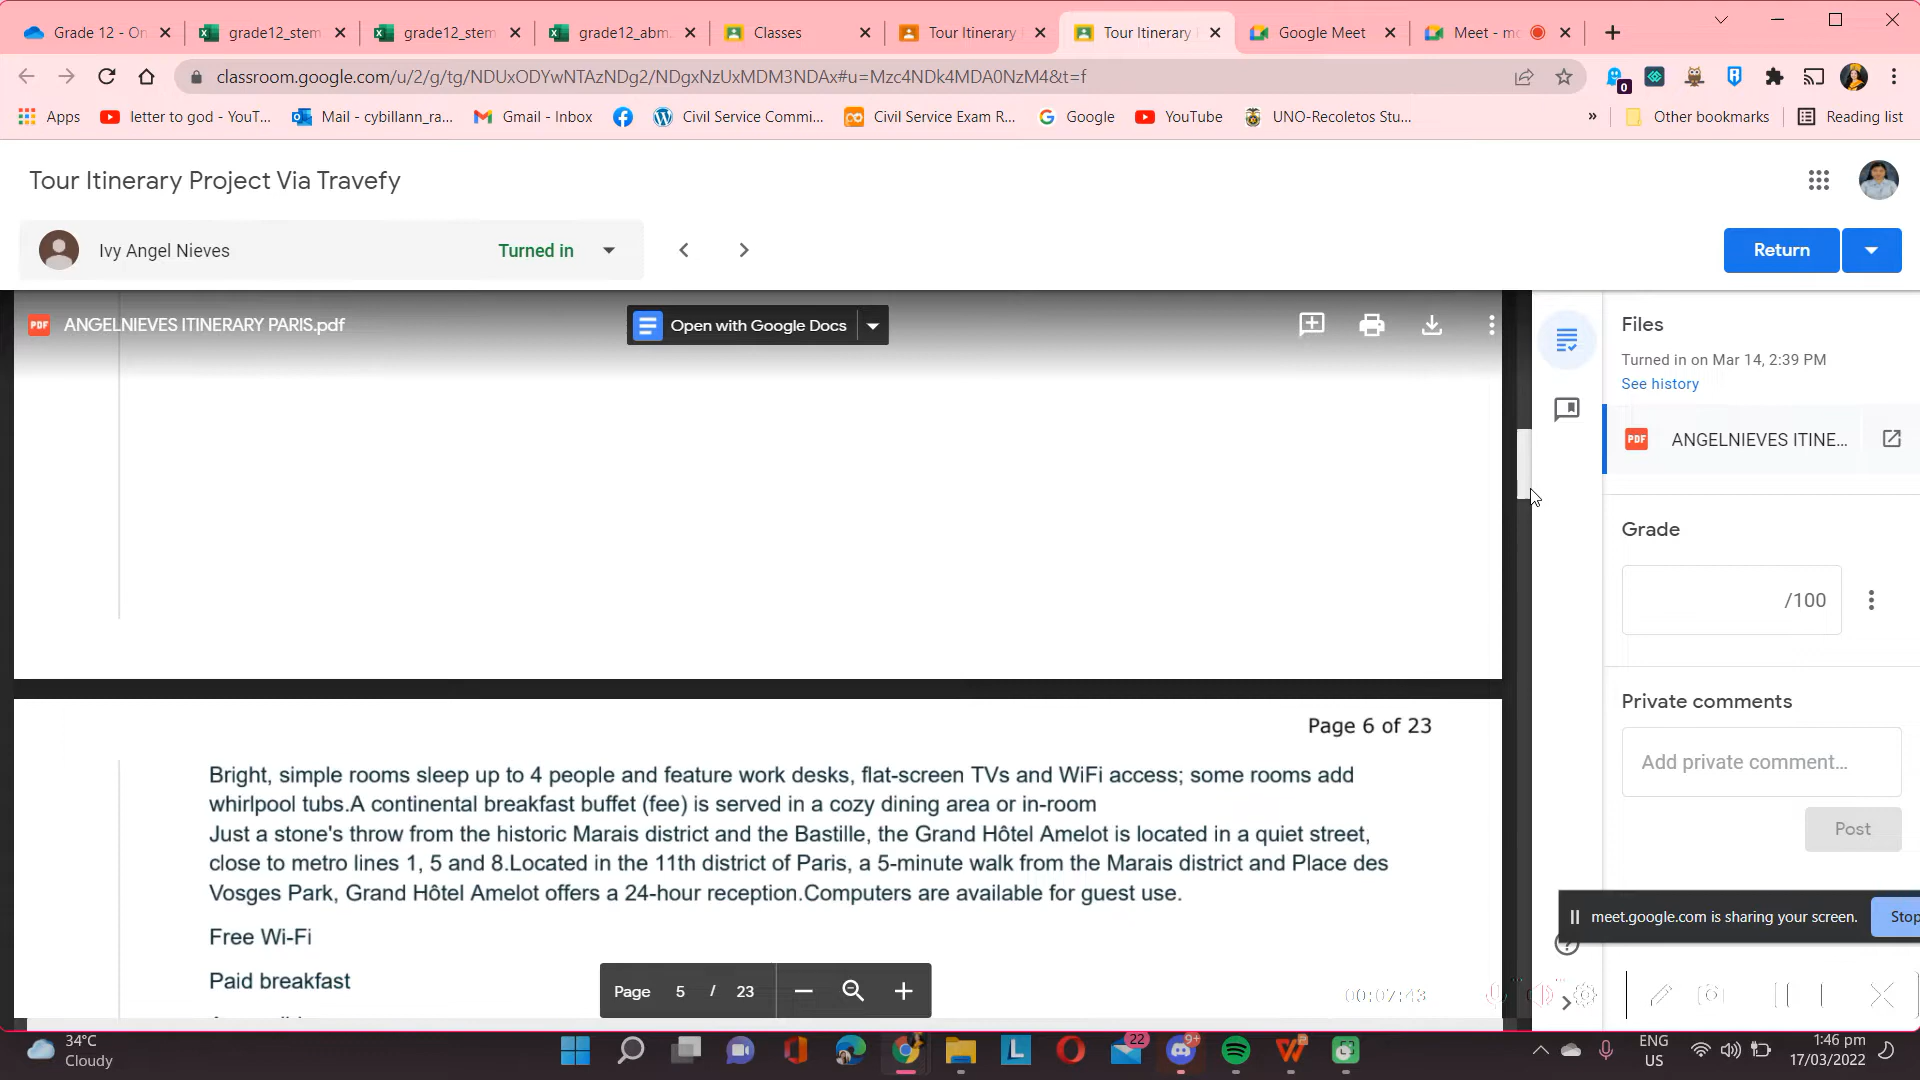 Grade 12 - On
grade12_stem
grade12_stem
grade12_abm
Classes
Tour Itinerary
Tour Itinerary
Google Meet
Meet - m
classroom.google.com/u/2/g/tg/NDUxODYwNTAzNDg2/NDgxNzUxMDM3NDAx#u=Mzc4NDk4MDA0NzM4&t=f
0
Apps
letter to god - YouT...
Mail - cybillann_ra...
Gmail - Inbox
Civil Service Commi...
Civil Service Exam R...
Google
YouTube
UNO-Recoletos Stu...
»
Other bookmarks
Reading list
Tour Itinerary Project Via Travefy
Ivy Angel Nieves
Turned in
Return
PDF
ANGELNIEVES ITINERARY PARIS.pdf
Open with Google Docs
Files
Turned in on Mar 14, 2:39 PM
See history
PDF
ANGELNIEVES ITINE...
Grade
/100
Private comments
Add private comment...
Post
Page 6 of 23
Bright, simple rooms sleep up to 4 people and feature work desks, flat-screen TVs and WiFi access; some rooms add
whirlpool tubs.A continental breakfast buffet (fee) is served in a cozy dining area or in-room
Just a stone's throw from the historic Marais district and the Bastille, the Grand Hôtel Amelot is located in a quiet street,
close to metro lines 1, 5 and 8.Located in the 11th district of Paris, a 5-minute walk from the Marais district and Place des
Vosges Park, Grand Hôtel Amelot offers a 24-hour reception.Computers are available for guest use.
Free Wi-Fi
Paid breakfast
meet.google.com is sharing your screen.
Stop
Page 5 / 23
00:07:43
34°C
Cloudy
22
9+
ENG
US
1:46 pm
17/03/2022